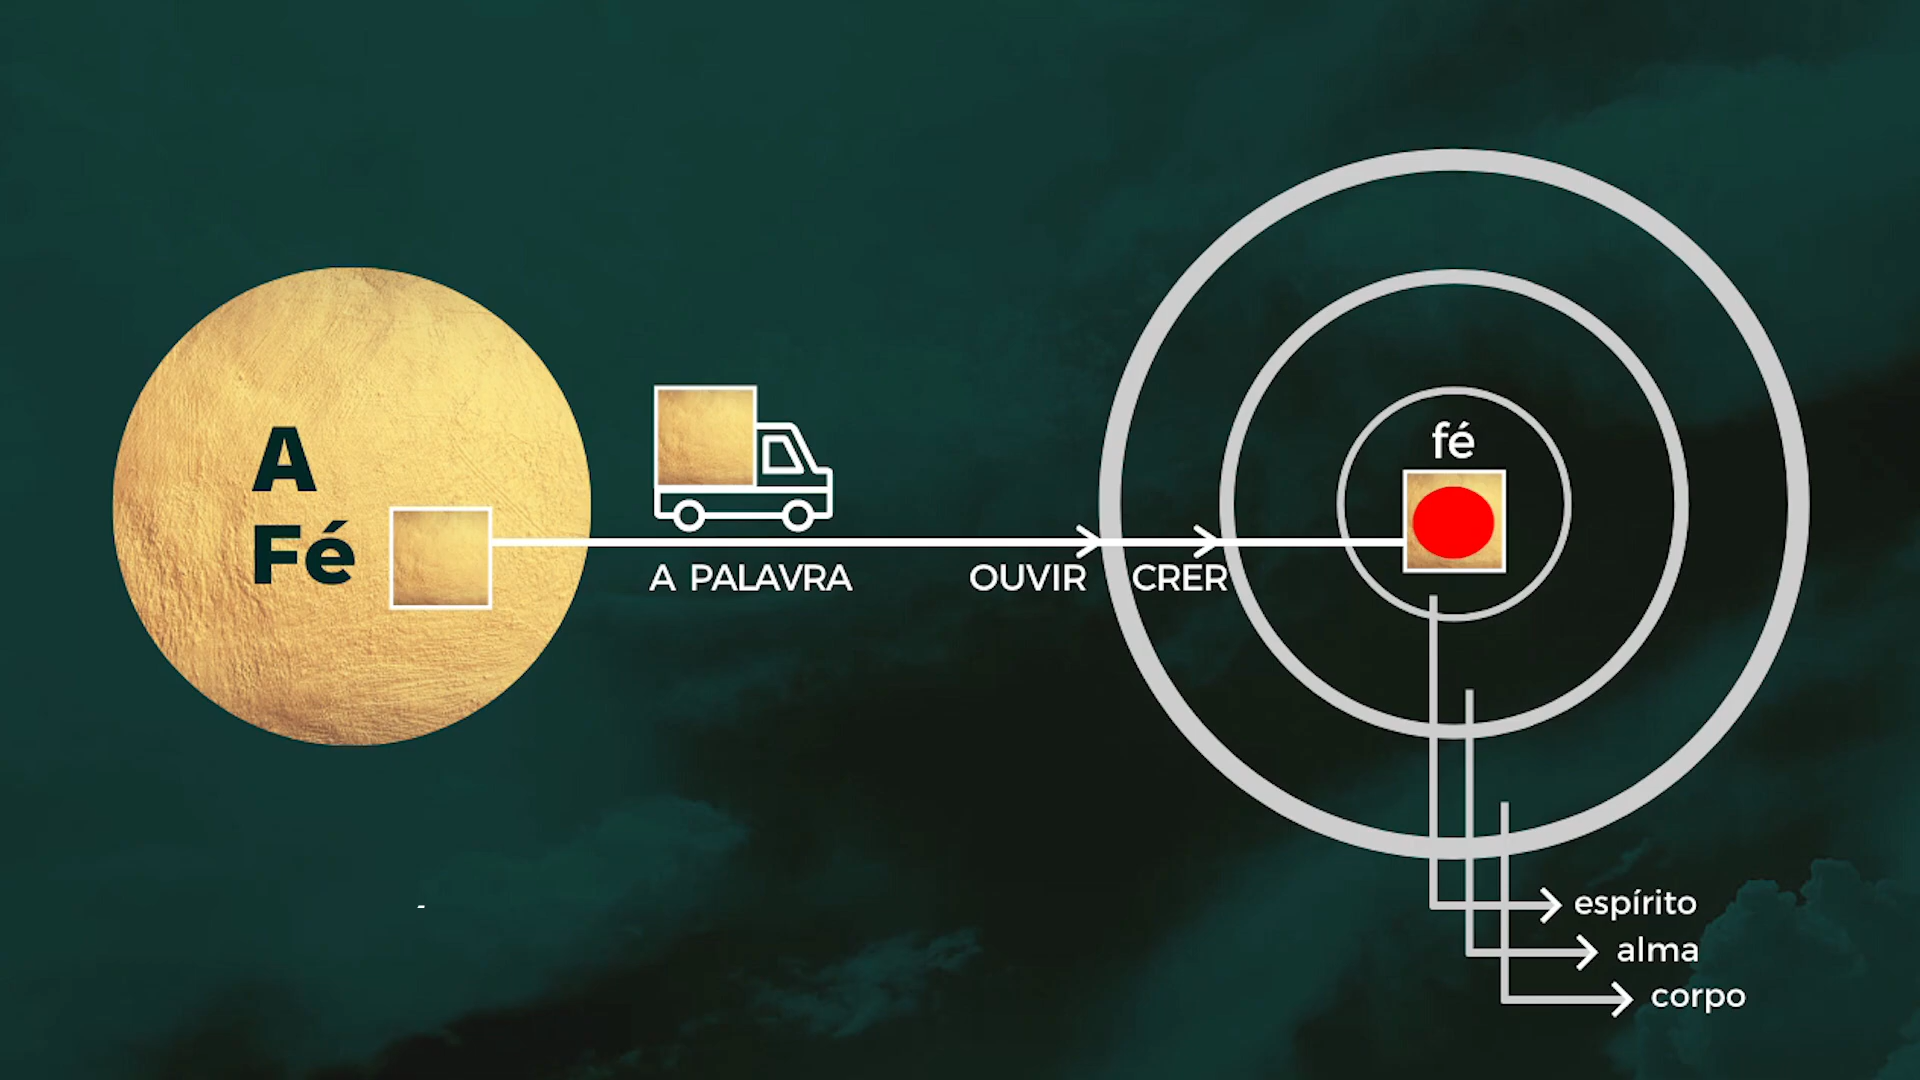 A
Fé
A PALAVRA
OUVIR
CRER
fé
espírito
alma
corpo